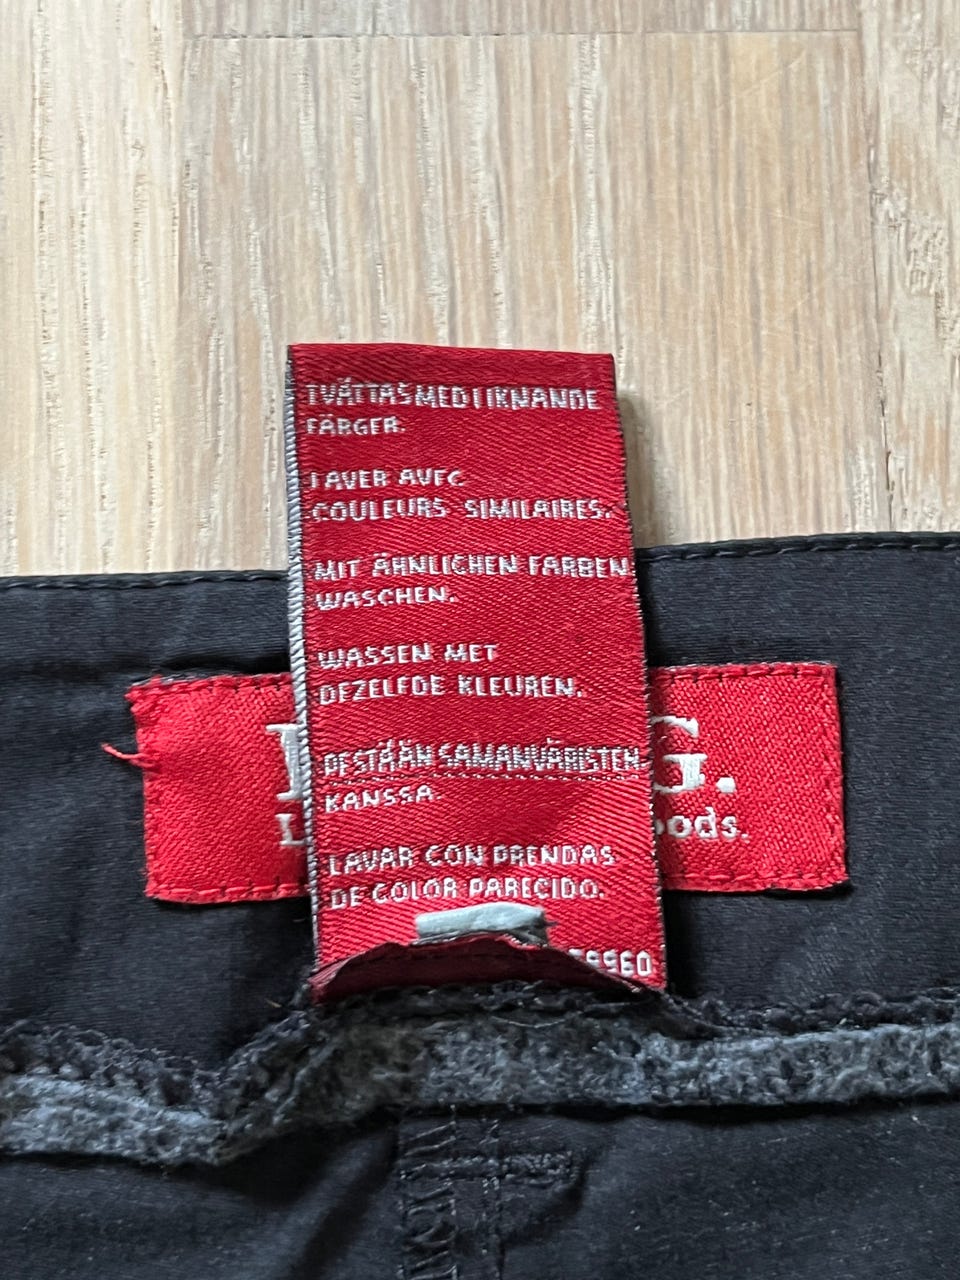 TVÄTTAS MED LIKNANDE
FÄRGER.
LAVER AVEC
COULEURS SIMILAIRES.
MIT ÄHNLICHEN FARBEN
WASCHEN.
WASSEN MET
DEZELFDE KLEUREN.
PESTÄÄN SAMANVÄRISTEN
KANSSA.
LAVAR CON PRENDAS
DE COLOR PARECIDO.
G.
ods.